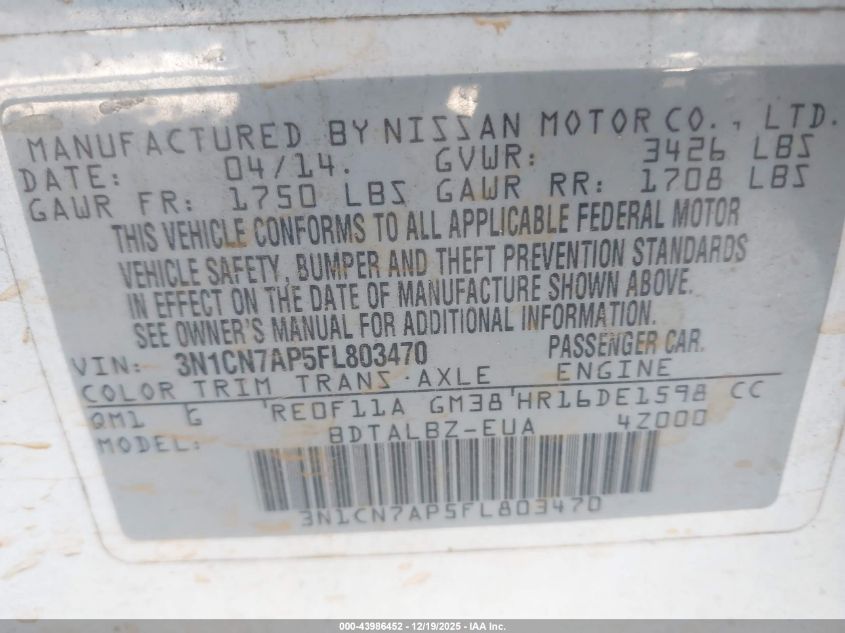 MANUFACTURED BY NISSAN MOTOR CO., LTD.
DATE: 04/14. GVWR: 3426 LBS
GAWR FR: 1750 LBS GAWR RR: 1708 LBS
THIS VEHICLE CONFORMS TO ALL APPLICABLE FEDERAL MOTOR
VEHICLE SAFETY, BUMPER AND THEFT PREVENTION STANDARDS
IN EFFECT ON THE DATE OF MANUFACTURE SHOWN ABOVE.
SEE OWNER'S MANUAL FOR ADDITIONAL INFORMATION.
VIN: 3N1CN7AP5FL803470 PASSENGER CAR.
COLOR TRIM TRANS·AXLE ENGINE
QM1 G 'RE0F11A GM38'HR16DE1598 CC
MODEL: BDTALBZ-EUA 4Z000
3N1CN7AP5FL803470
000-43986452 - 12/19/2025 - IAA Inc.